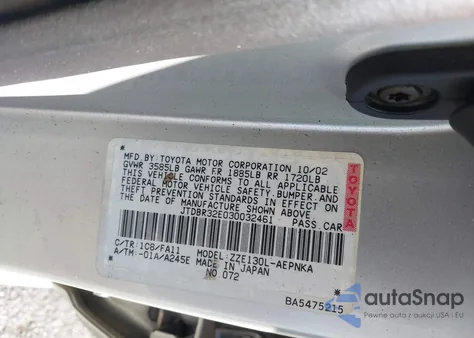 MFD BY TOYOTA MOTOR CORPORATION 10/02
GVWR 3585LB GAWR FR 1885LB RR 1720LB
THIS VEHICLE CONFORMS TO ALL APPLICABLE
FEDERAL MOTOR VEHICLE SAFETY, BUMPER, AND
THEFT PREVENTION STANDARDS IN EFFECT ON
THE DATE OF MANUFACTURE SHOWN ABOVE.
JTDBR32E030032461 PASS CAR
C/TR:1C8/FA11 MODEL: ZZE130L-AEPNKA
A/TM:-01A/A245E MADE IN JAPAN
NO 072
BA5475215
TOYOTA
autaSnap
Pewne auta z aukcji USA i EU